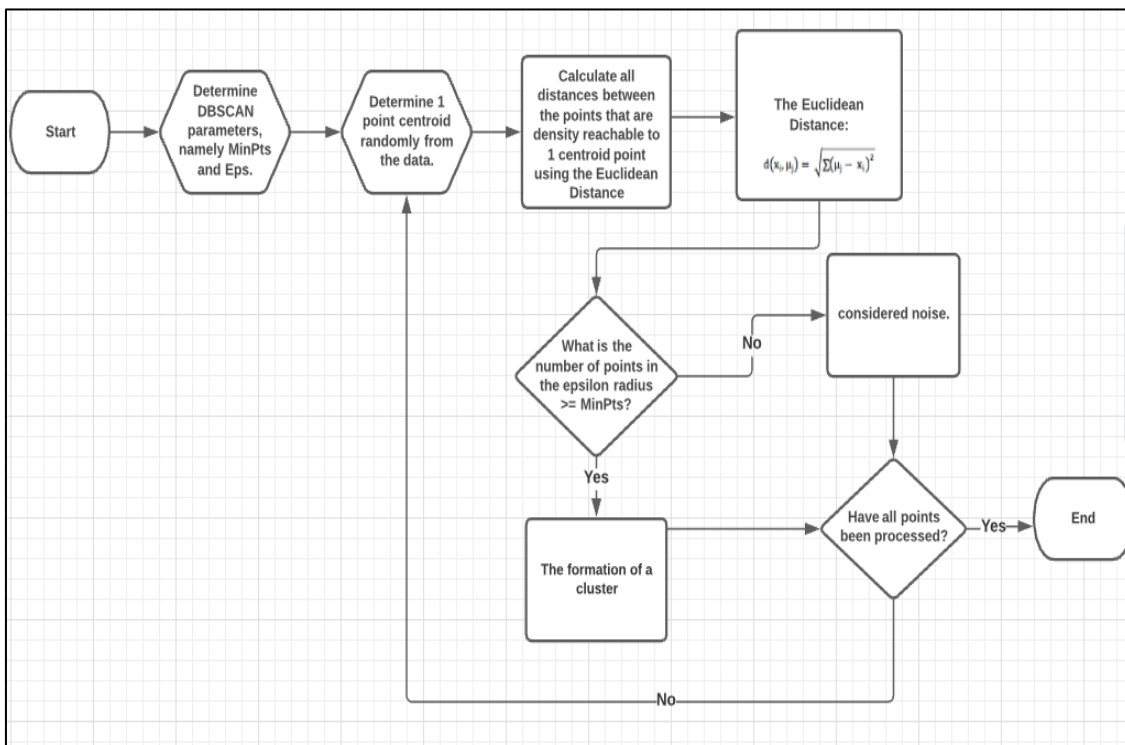 Start
Determine
DBSCAN
parameters,
namely MinPts
and Eps.
Determine 1
point centroid
randomly from
the data.
Calculate all
distances between
the points that are
density reachable to
1 centroid point
using the Euclidean
Distance
The Euclidean
Distance:
d(xᵢ, μⱼ) = √Σ(μⱼ − xᵢ)²
What is the
number of points in
the epsilon radius
>= MinPts?
No
considered noise.
Yes
The formation of a
cluster
Have all points
been processed?
Yes
End
No